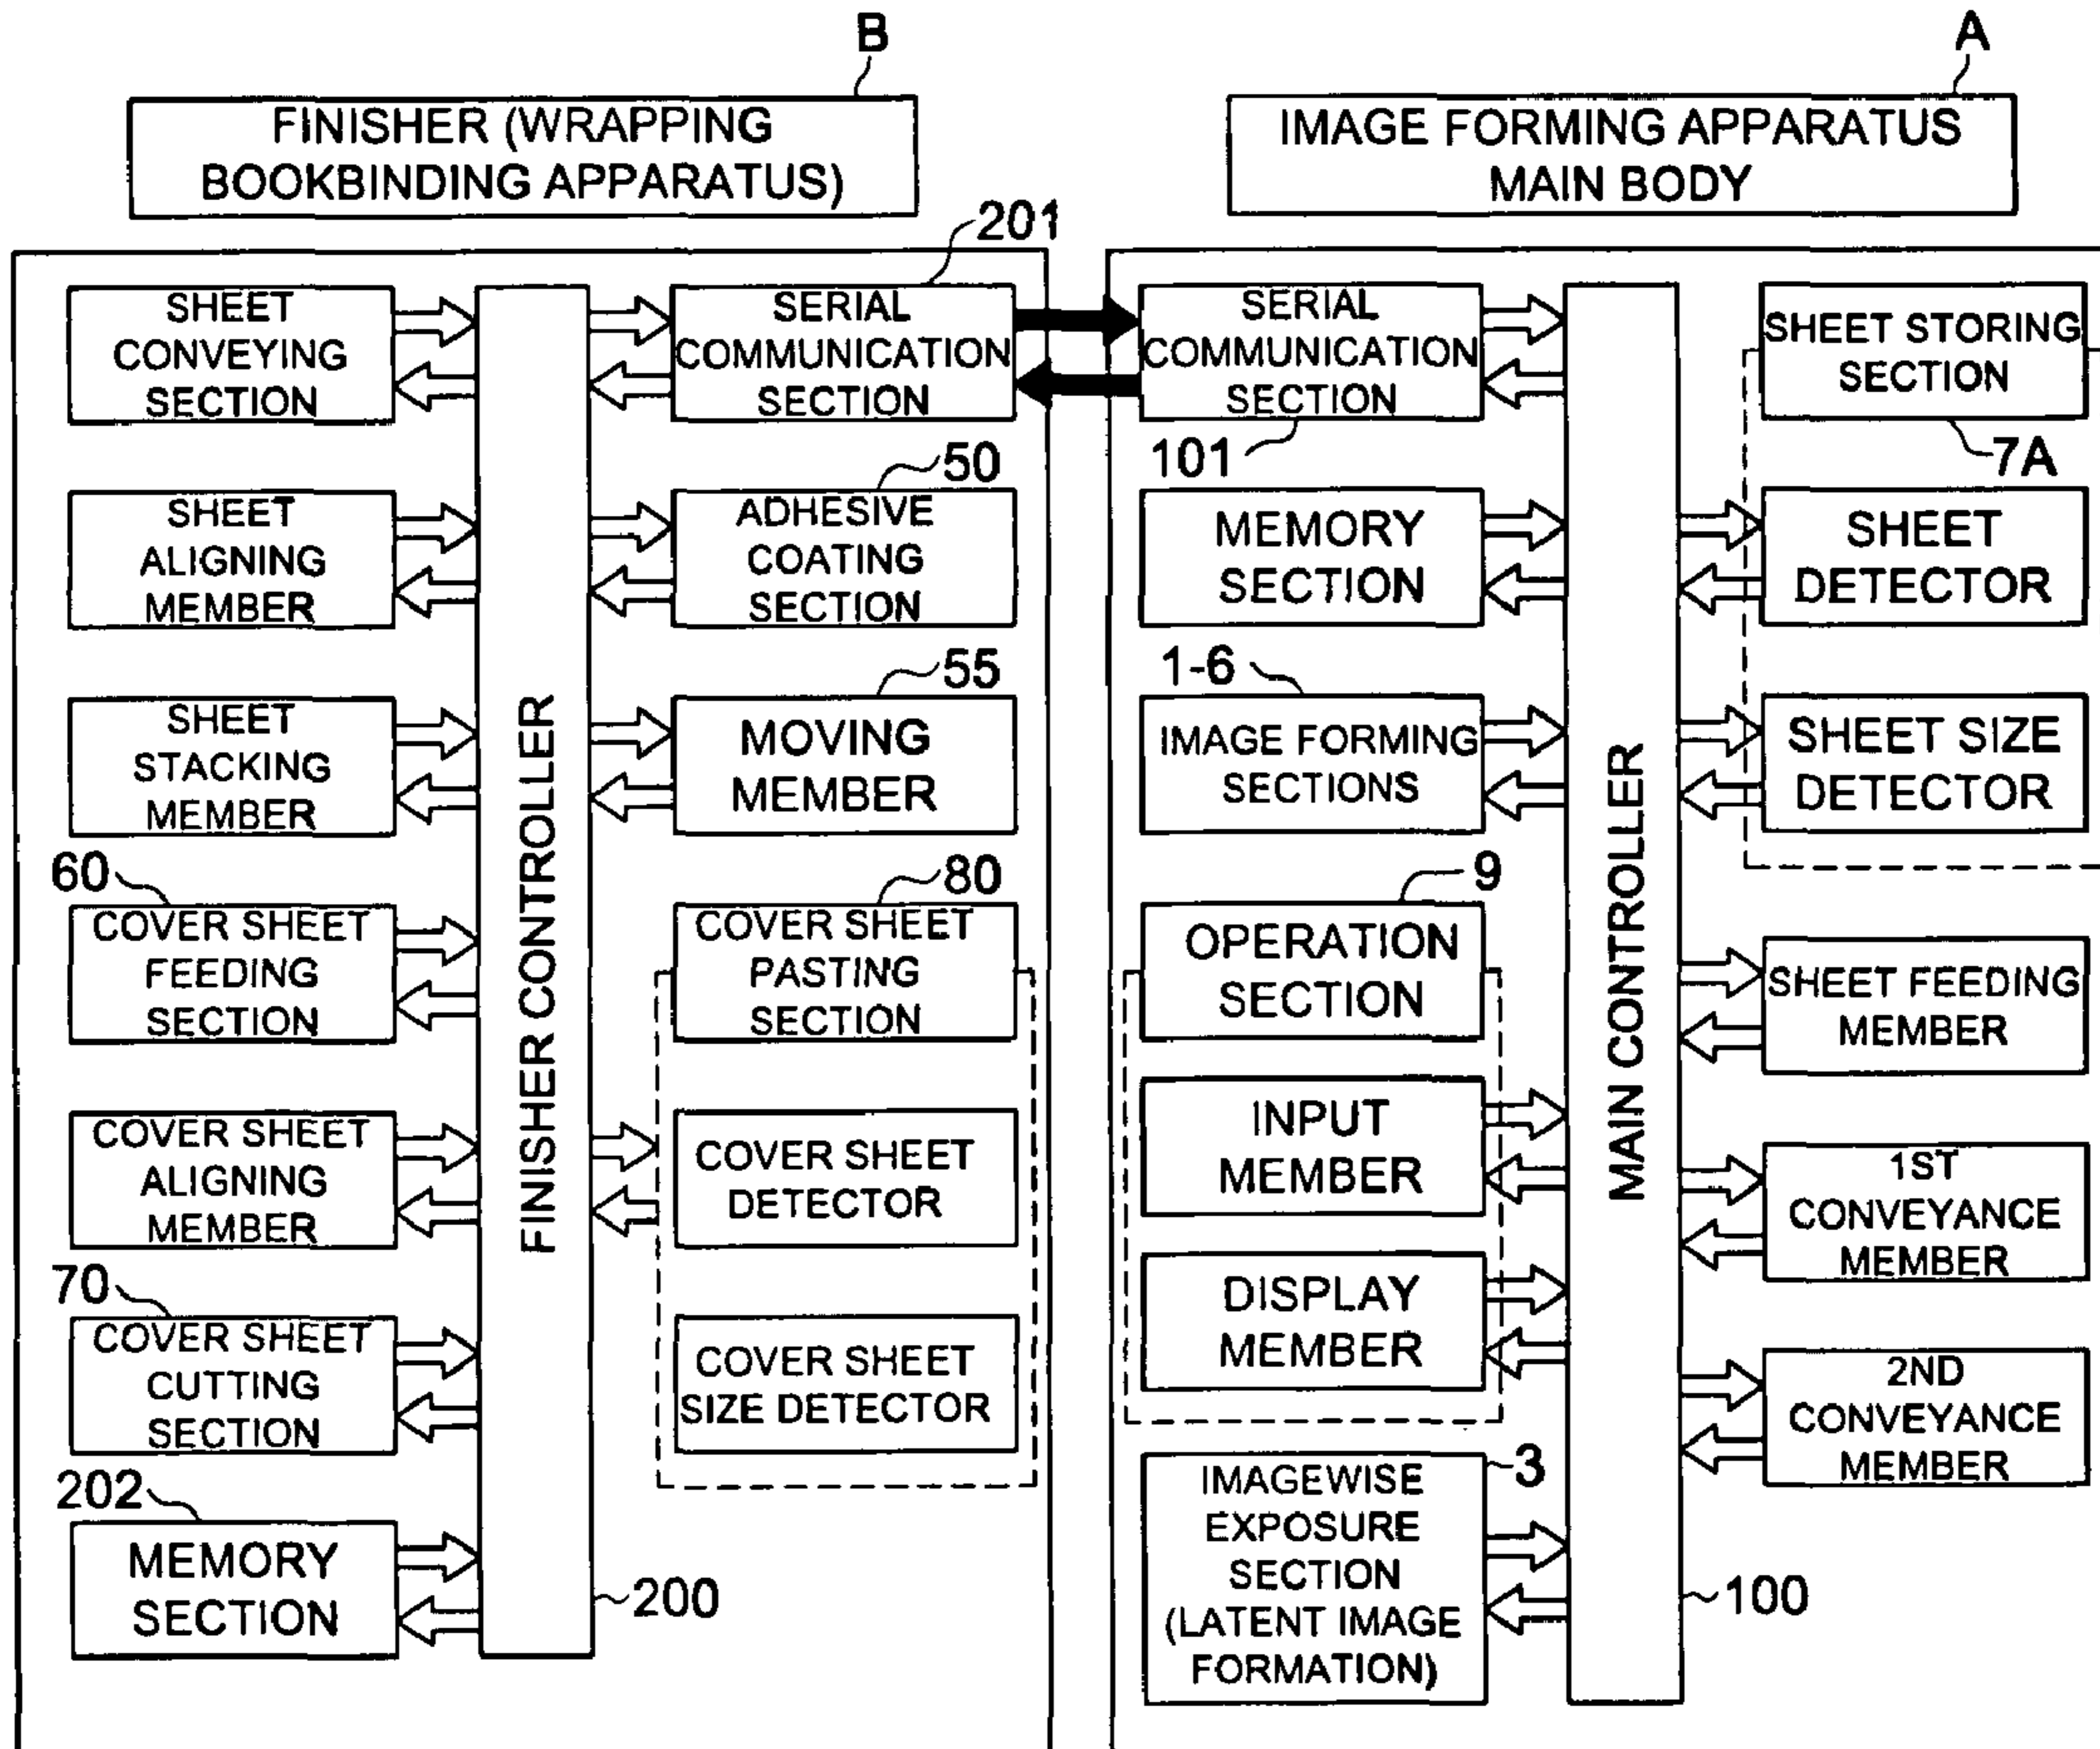 B
FINISHER (WRAPPING
BOOKBINDING APPARATUS)
A
IMAGE FORMING APPARATUS
MAIN BODY
SHEET
CONVEYING
SECTION
SHEET
ALIGNING
MEMBER
SHEET
STACKING
MEMBER
60
COVER SHEET
FEEDING
SECTION
COVER SHEET
ALIGNING
MEMBER
70
COVER SHEET
CUTTING
SECTION
202
MEMORY
SECTION
FINISHER CONTROLLER
200
201
SERIAL
COMMUNICATION
SECTION
50
ADHESIVE
COATING
SECTION
55
MOVING
MEMBER
80
COVER SHEET
PASTING
SECTION
COVER SHEET
DETECTOR
COVER SHEET
SIZE DETECTOR
SERIAL
COMMUNICATION
SECTION
101
MEMORY
SECTION
1-6
IMAGE FORMING
SECTIONS
9
OPERATION
SECTION
INPUT
MEMBER
DISPLAY
MEMBER
3
IMAGEWISE
EXPOSURE
SECTION
(LATENT IMAGE
FORMATION)
MAIN CONTROLLER
100
SHEET STORING
SECTION
7A
SHEET
DETECTOR
SHEET SIZE
DETECTOR
SHEET FEEDING
MEMBER
1ST
CONVEYANCE
MEMBER
2ND
CONVEYANCE
MEMBER